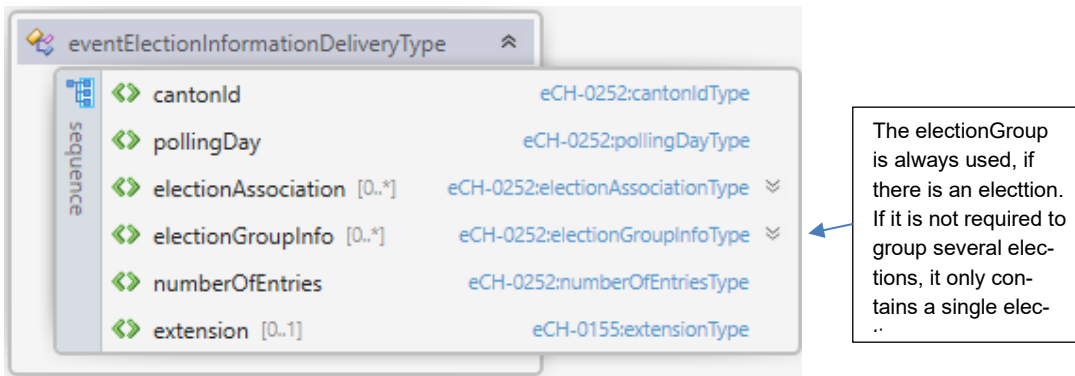 eventElectionInformationDeliveryType
sequence
cantonId eCH-0252:cantonIdType
pollingDay eCH-0252:pollingDayType
electionAssociation [0..*] eCH-0252:electionAssociationType
electionGroupInfo [0..*] eCH-0252:electionGroupInfoType
numberOfEntries eCH-0252:numberOfEntriesType
extension [0..1] eCH-0155:extensionType
The electionGroup
is always used, if
there is an electtion.
If it is not required to
group several elec-
tions, it only con-
tains a single elec-